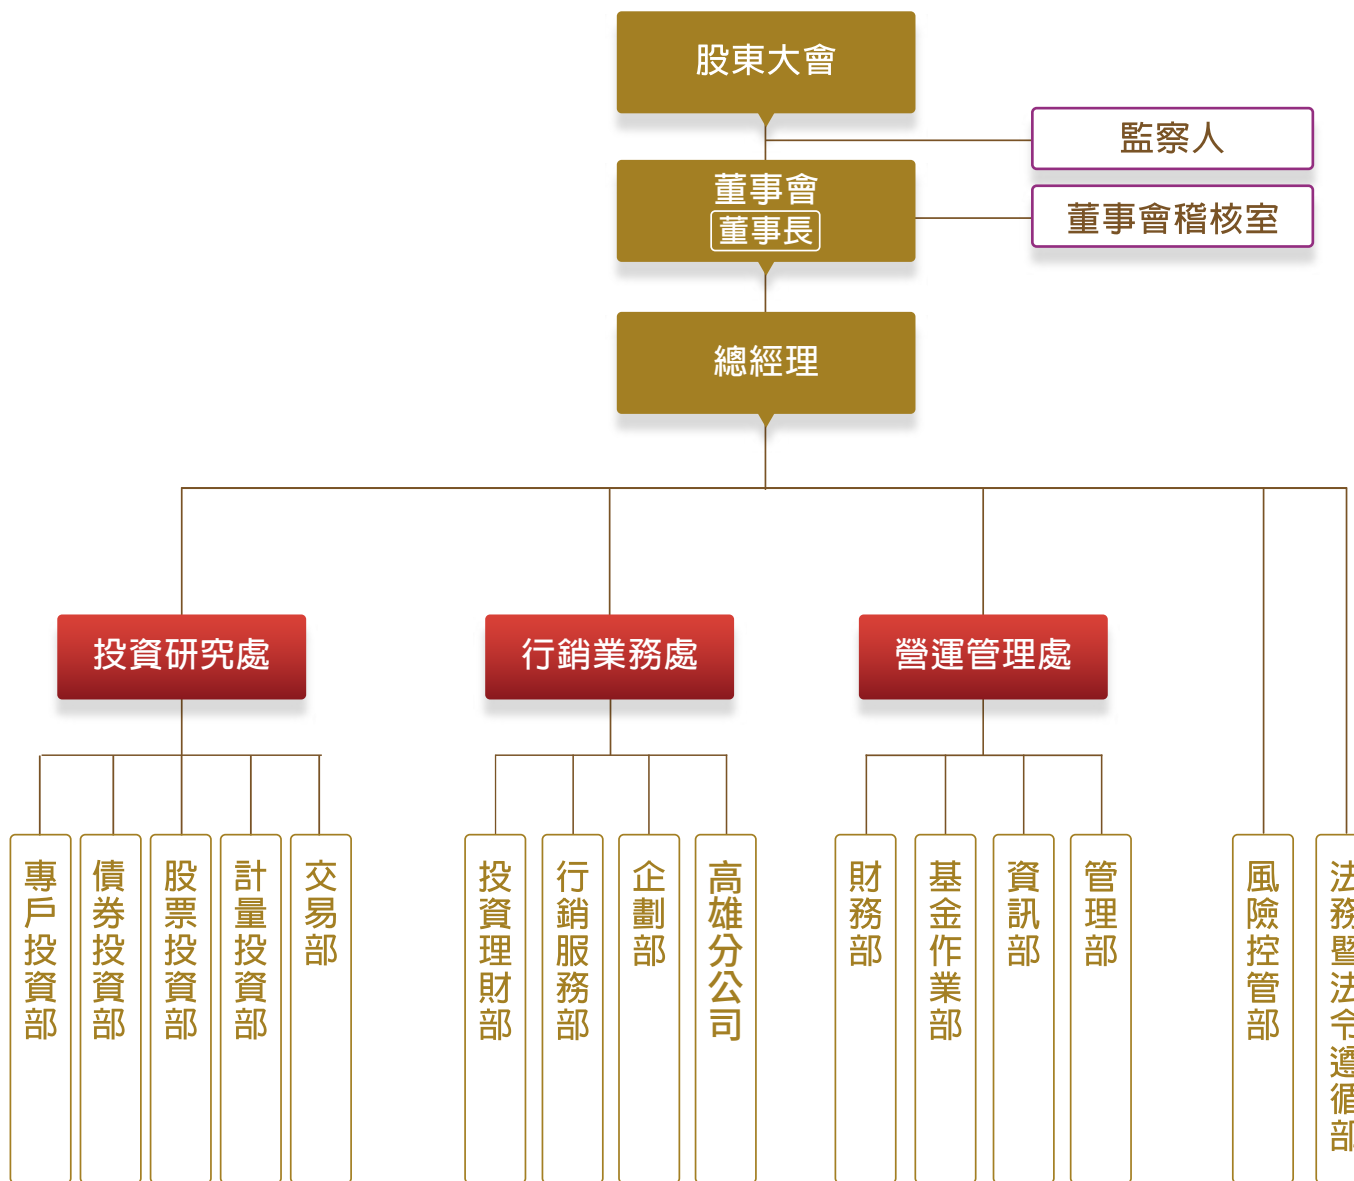 股東大會
監察人
董事會
董事長
董事會稽核室
總經理
投資研究處
行銷業務處
營運管理處
專戶投資部
債券投資部
股票投資部
計量投資部
交易部
投資理財部
行銷服務部
企劃部
高雄分公司
財務部
基金作業部
資訊部
管理部
風險控管部
法務暨法令遵循部